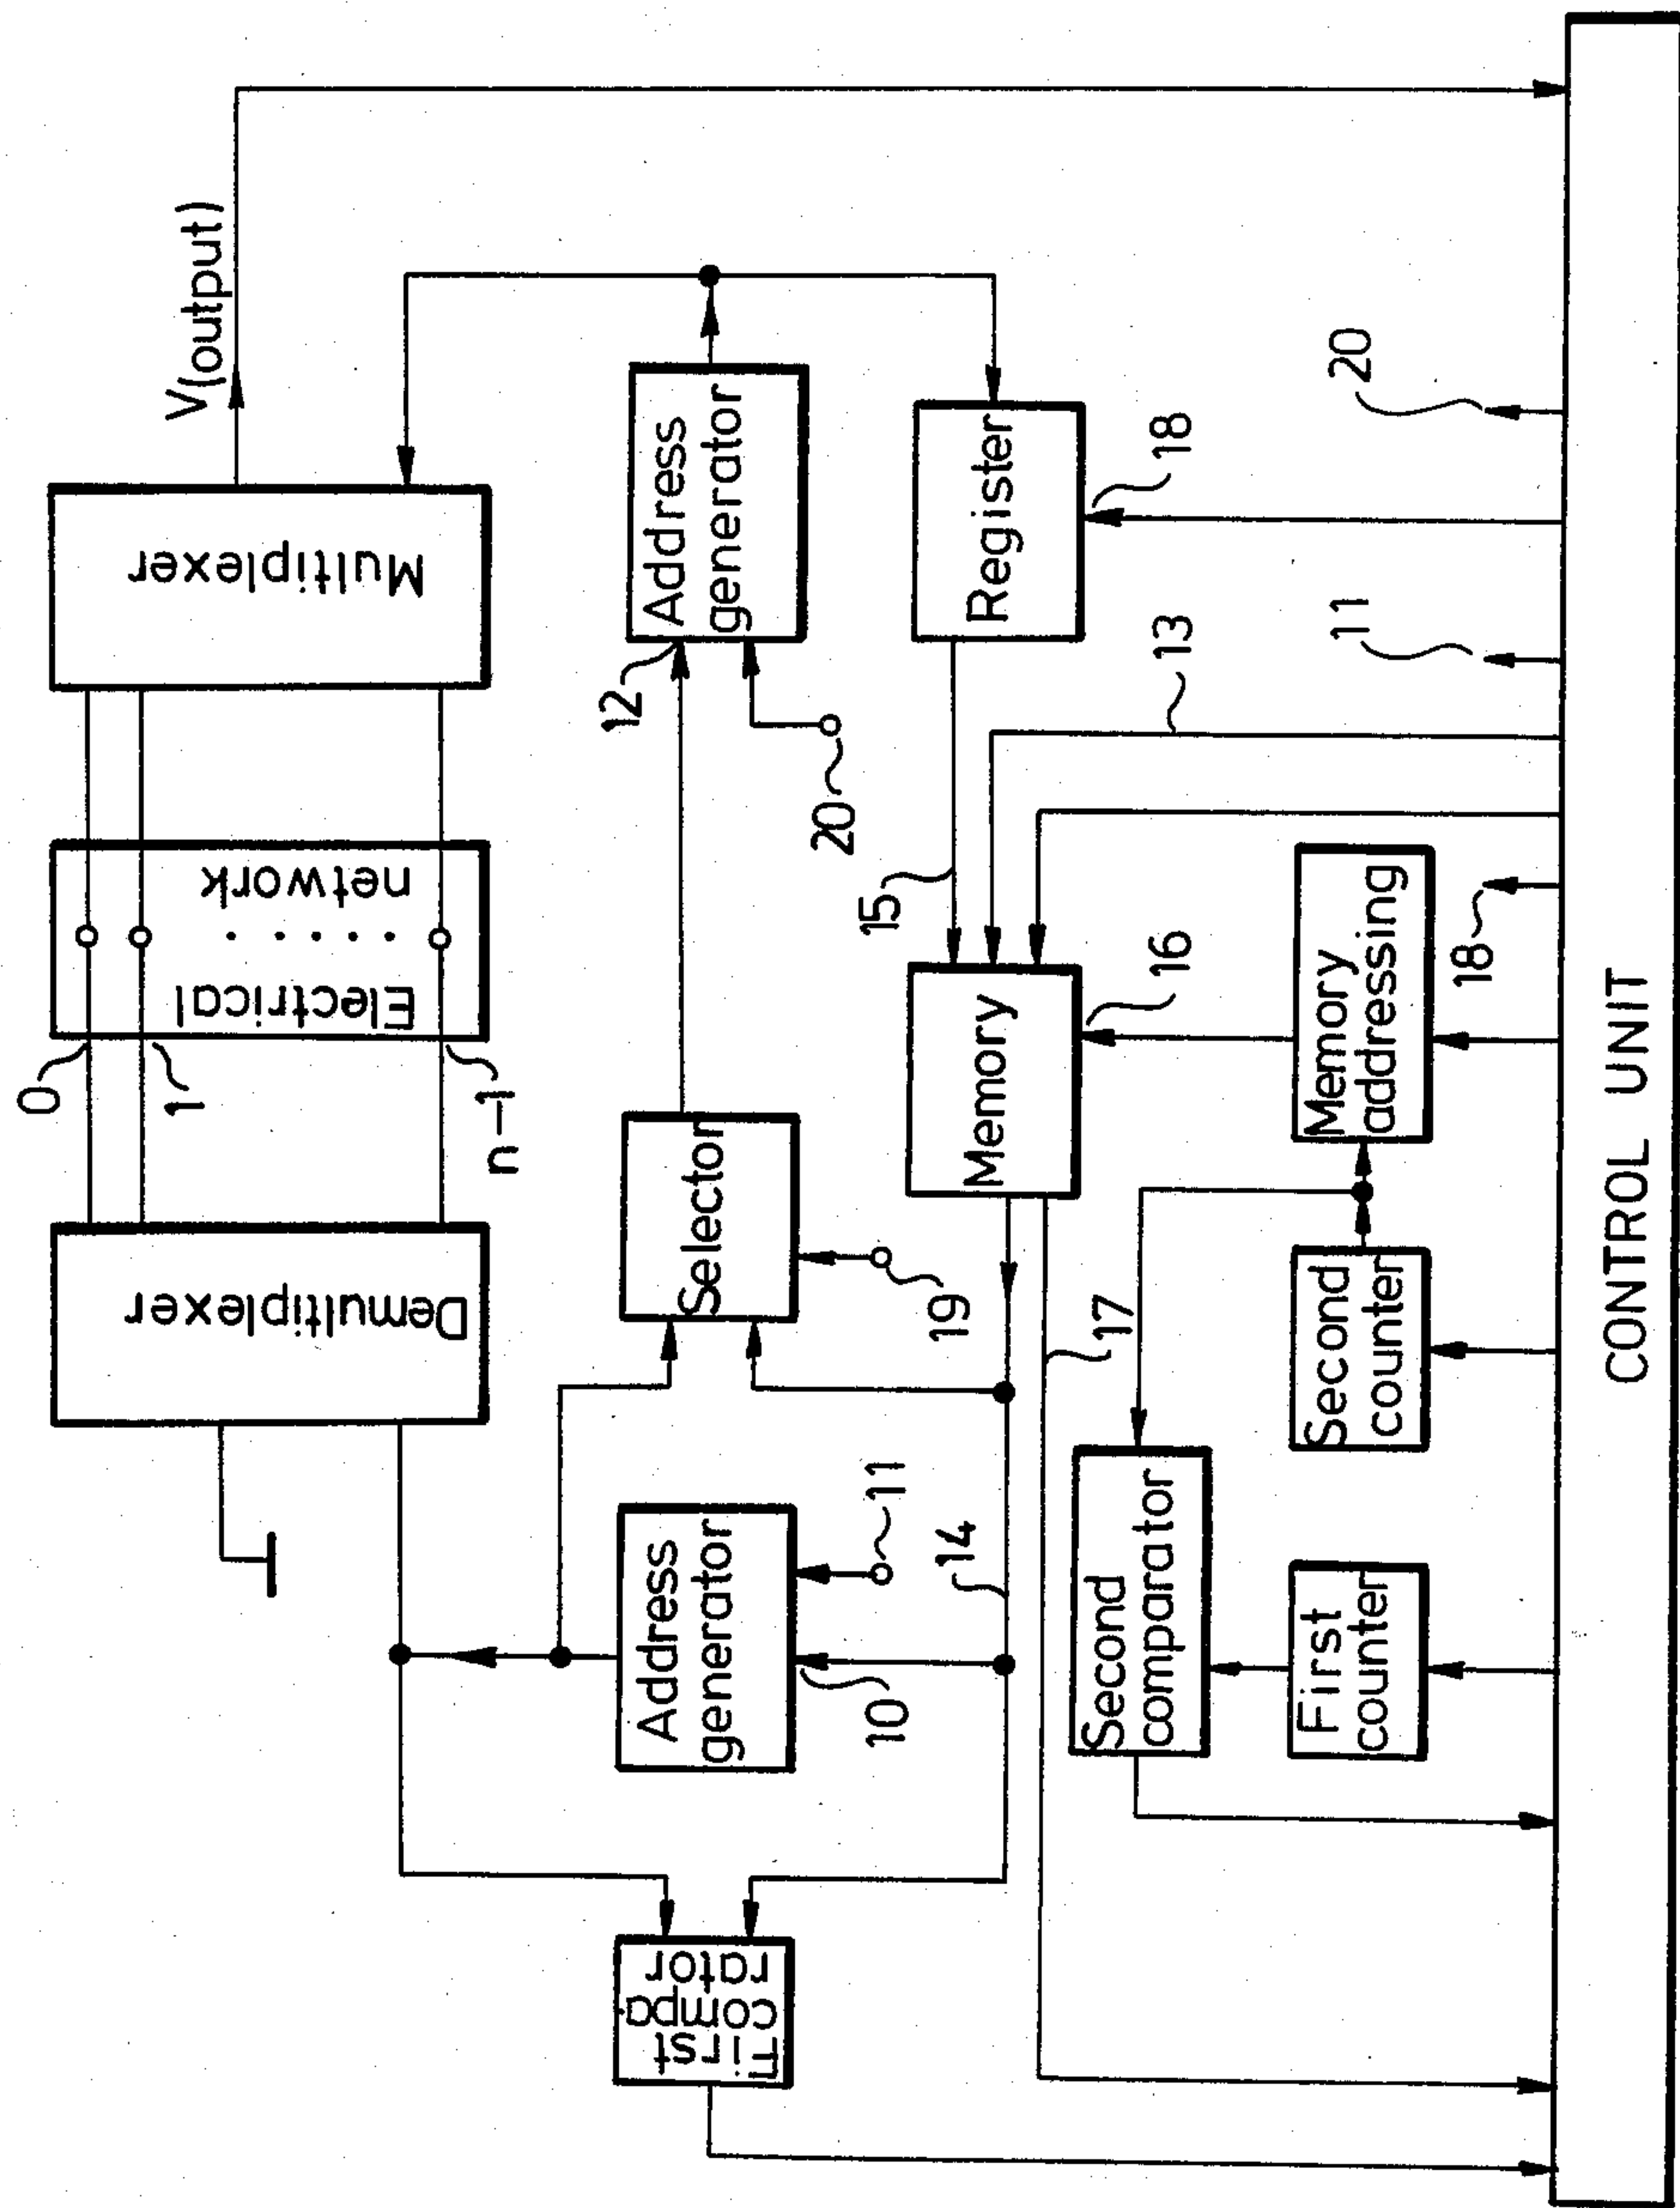 V(output)
0
1
n–1
Demultiplexer
Electrical
network
Multiplexer
First
compa
rator
Address
generator
10
11
Selector
19
12
Address
generator
20
14
17
Memory
15
16
13
Register
18
Second
comparator
First
counter
Second
counter
Memory
addressing
18
11
20
CONTROL UNIT